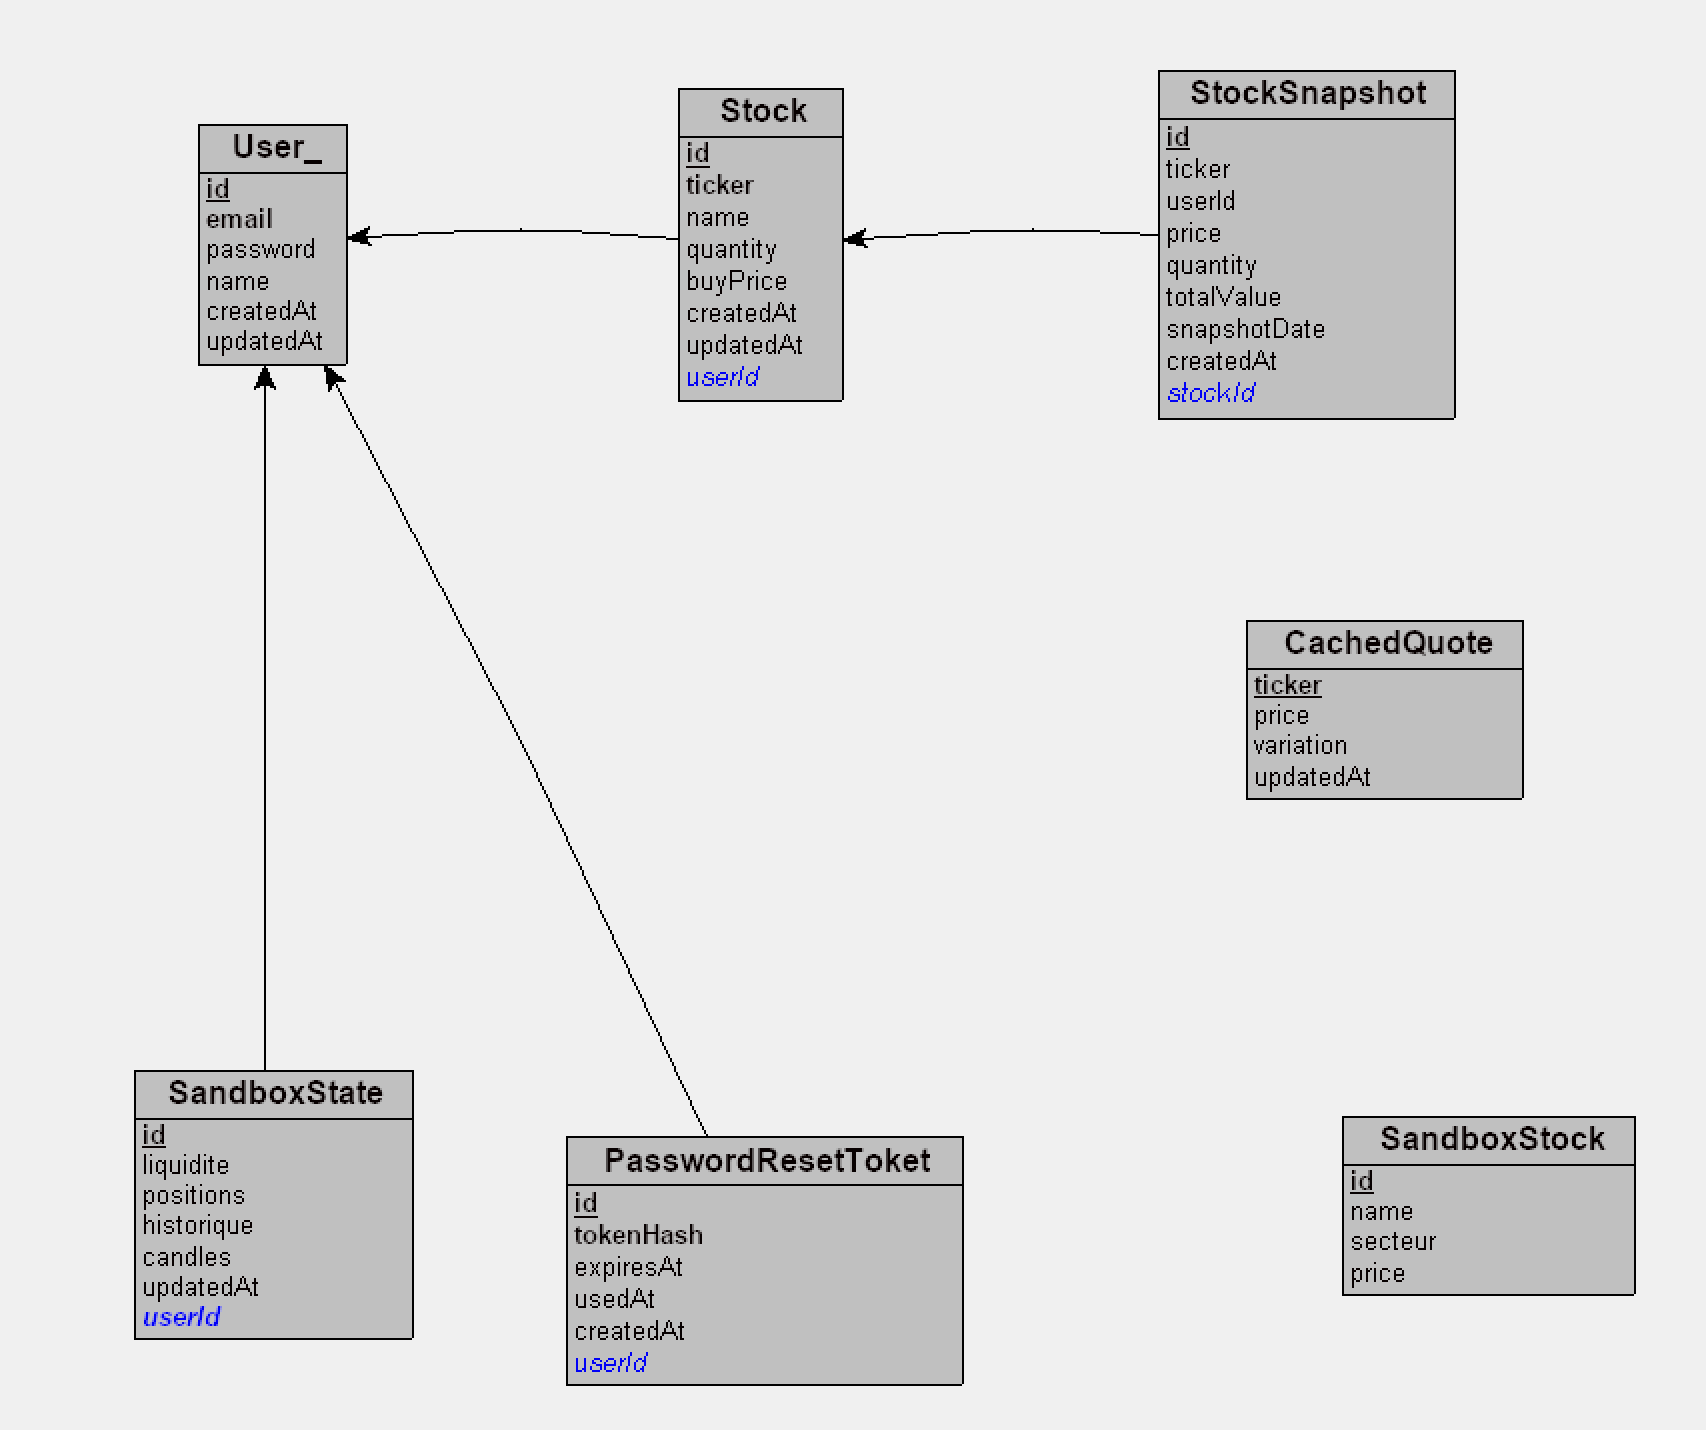 User_
id
email
password
name
createdAt
updatedAt
Stock
id
ticker
name
quantity
buyPrice
createdAt
updatedAt
userId
StockSnapshot
id
ticker
userId
price
quantity
totalValue
snapshotDate
createdAt
stockId
CachedQuote
ticker
price
variation
updatedAt
SandboxState
id
liquidite
positions
historique
candles
updatedAt
userId
PasswordResetToket
id
tokenHash
expiresAt
usedAt
createdAt
userId
SandboxStock
id
name
secteur
price